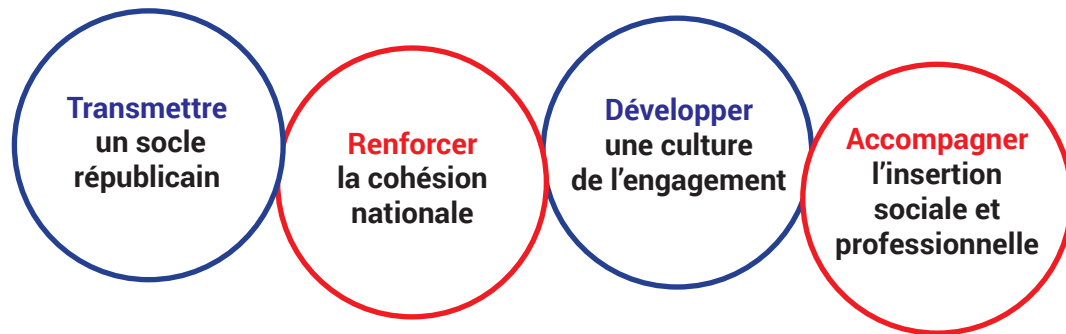 Transmettre
un socle
républicain
Renforcer
la cohésion
nationale
Développer
une culture
de l’engagement
Accompagner
l’insertion
sociale et
professionnelle